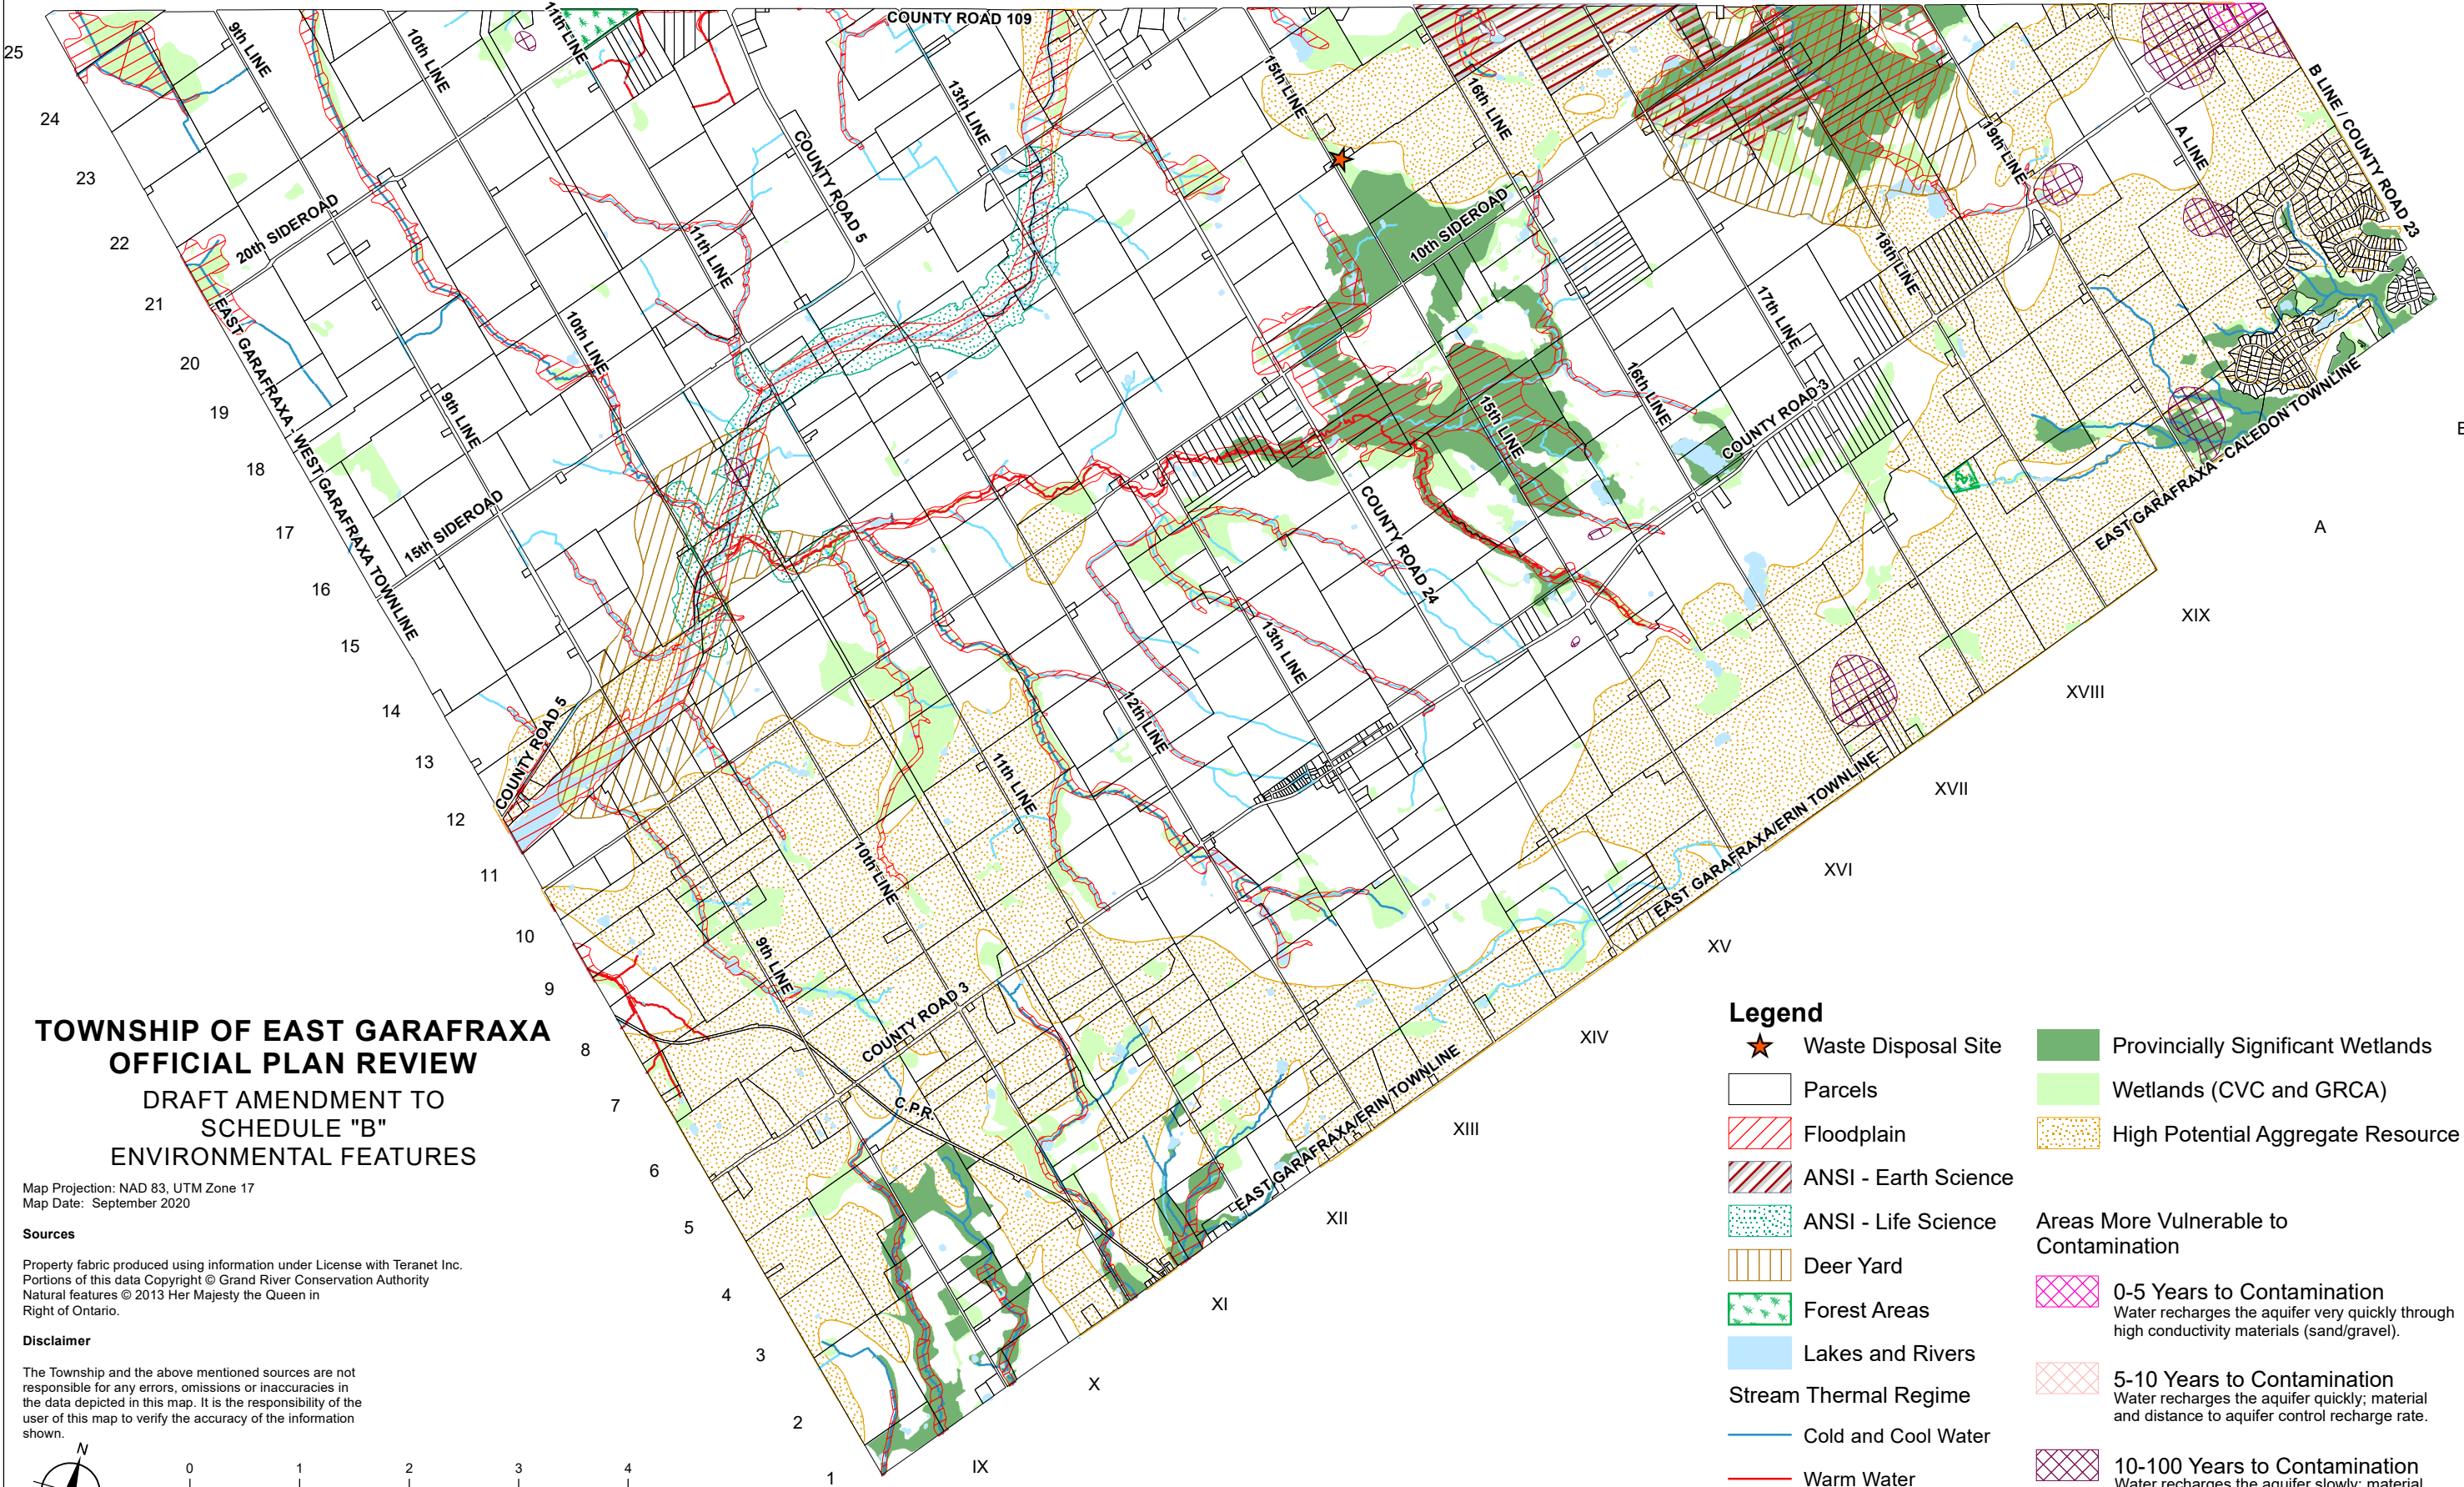 COUNTY ROAD 109
11th LINE
9th LINE
10th LINE
15th LINE
16th LINE
13th LINE
COUNTY ROAD 5
19th LINE
A LINE
B LINE / COUNTY ROAD 23
25
24
23
22
21
20
19
18
17
16
15
14
13
12
11
10
9
8
7
6
5
4
3
2
1
20th SIDEROAD
11th LINE
10th SIDEROAD
18th LINE
17th LINE
EAST GARAFRAXA - WEST GARAFRAXA TOWNLINE
10th LINE
9th LINE
16th LINE
15th LINE
COUNTY ROAD 3
EAST GARAFRAXA - CALEDON TOWNLINE
15th SIDEROAD
COUNTY ROAD 24
13th LINE
12th LINE
COUNTY ROAD 5
11th LINE
10th LINE
9th LINE
COUNTY ROAD 3
C.P.R.
EAST GARAFRAXA/ERIN TOWNLINE
EAST GARAFRAXA/ERIN TOWNLINE
A
XIX
XVIII
XVII
XVI
XV
XIV
XIII
XII
XI
X
IX
TOWNSHIP OF EAST GARAFRAXA
OFFICIAL PLAN REVIEW
DRAFT AMENDMENT TO
SCHEDULE "B"
ENVIRONMENTAL FEATURES
Map Projection: NAD 83, UTM Zone 17
Map Date: September 2020
Sources
Property fabric produced using information under License with Teranet Inc.
Portions of this data Copyright © Grand River Conservation Authority
Natural features © 2013 Her Majesty the Queen in
Right of Ontario.
Disclaimer
The Township and the above mentioned sources are not
responsible for any errors, omissions or inaccuracies in
the data depicted in this map. It is the responsibility of the
user of this map to verify the accuracy of the information
shown.
N
0 1 2 3 4
Legend
Waste Disposal Site
Parcels
Floodplain
ANSI - Earth Science
ANSI - Life Science
Deer Yard
Forest Areas
Lakes and Rivers
Stream Thermal Regime
Cold and Cool Water
Warm Water
Provincially Significant Wetlands
Wetlands (CVC and GRCA)
High Potential Aggregate Resource
Areas More Vulnerable to
Contamination
0-5 Years to Contamination
Water recharges the aquifer very quickly through
high conductivity materials (sand/gravel).
5-10 Years to Contamination
Water recharges the aquifer quickly; material
and distance to aquifer control recharge rate.
10-100 Years to Contamination
Water recharges the aquifer slowly; material